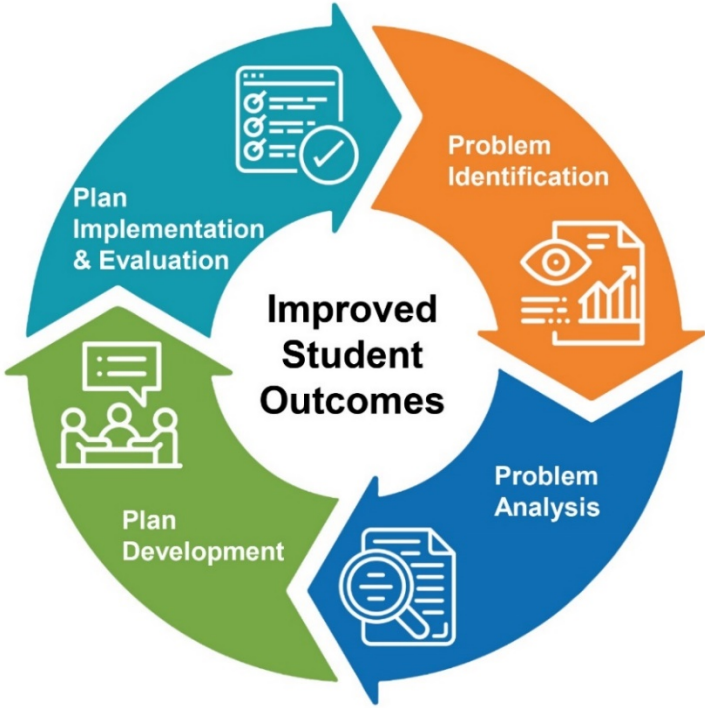 Problem
Identification
Problem
Analysis
Plan
Development
Plan
Implementation
& Evaluation
Improved
Student
Outcomes